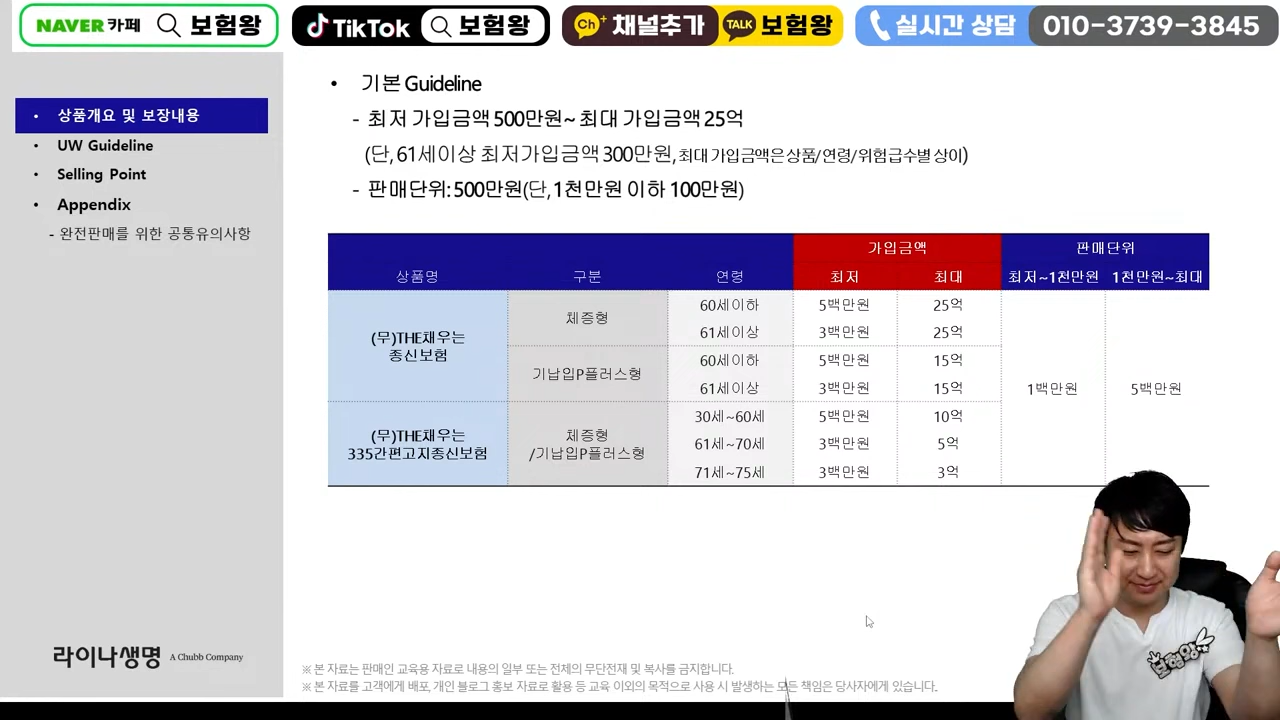 NAVER 카페 보험왕
TikTok 보험왕
Ch+ 채널추가 TALK 보험왕
실시간 상담 010-3739-3845
• 상품개요 및 보장내용
• UW Guideline
• Selling Point
• Appendix
- 완전판매를 위한 공통유의사항
• 기본 Guideline
- 최저 가입금액 500만원~ 최대 가입금액 25억
(단, 61세이상 최저가입금액 300만원, 최대 가입금액은 상품/연령/위험급수별 상이)
- 판매단위: 500만원(단, 1천만원 이하 100만원)
가입금액 판매단위
상품명 구분 연령 최저 최대 최저~1천만원 1천만원~최대
(무)THE채우는
종신보험
체증형
60세이하 5백만원 25억
61세이상 3백만원 25억
기납입P플러스형
60세이하 5백만원 15억
61세이상 3백만원 15억
1백만원 5백만원
(무)THE채우는
335간편고지종신보험
체증형
/기납입P플러스형
30세~60세 5백만원 10억
61세~70세 3백만원 5억
71세~75세 3백만원 3억
보험왕
라이나생명 A Chubb Company
※ 본 자료는 판매인 교육용 자료로 내용의 일부 또는 전체의 무단전재 및 복사를 금지합니다.
※ 본 자료를 고객에게 배포, 개인 블로그 홍보 자료로 활용 등 교육 이외의 목적으로 사용 시 발생하는 모든 책임은 당사자에게 있습니다.